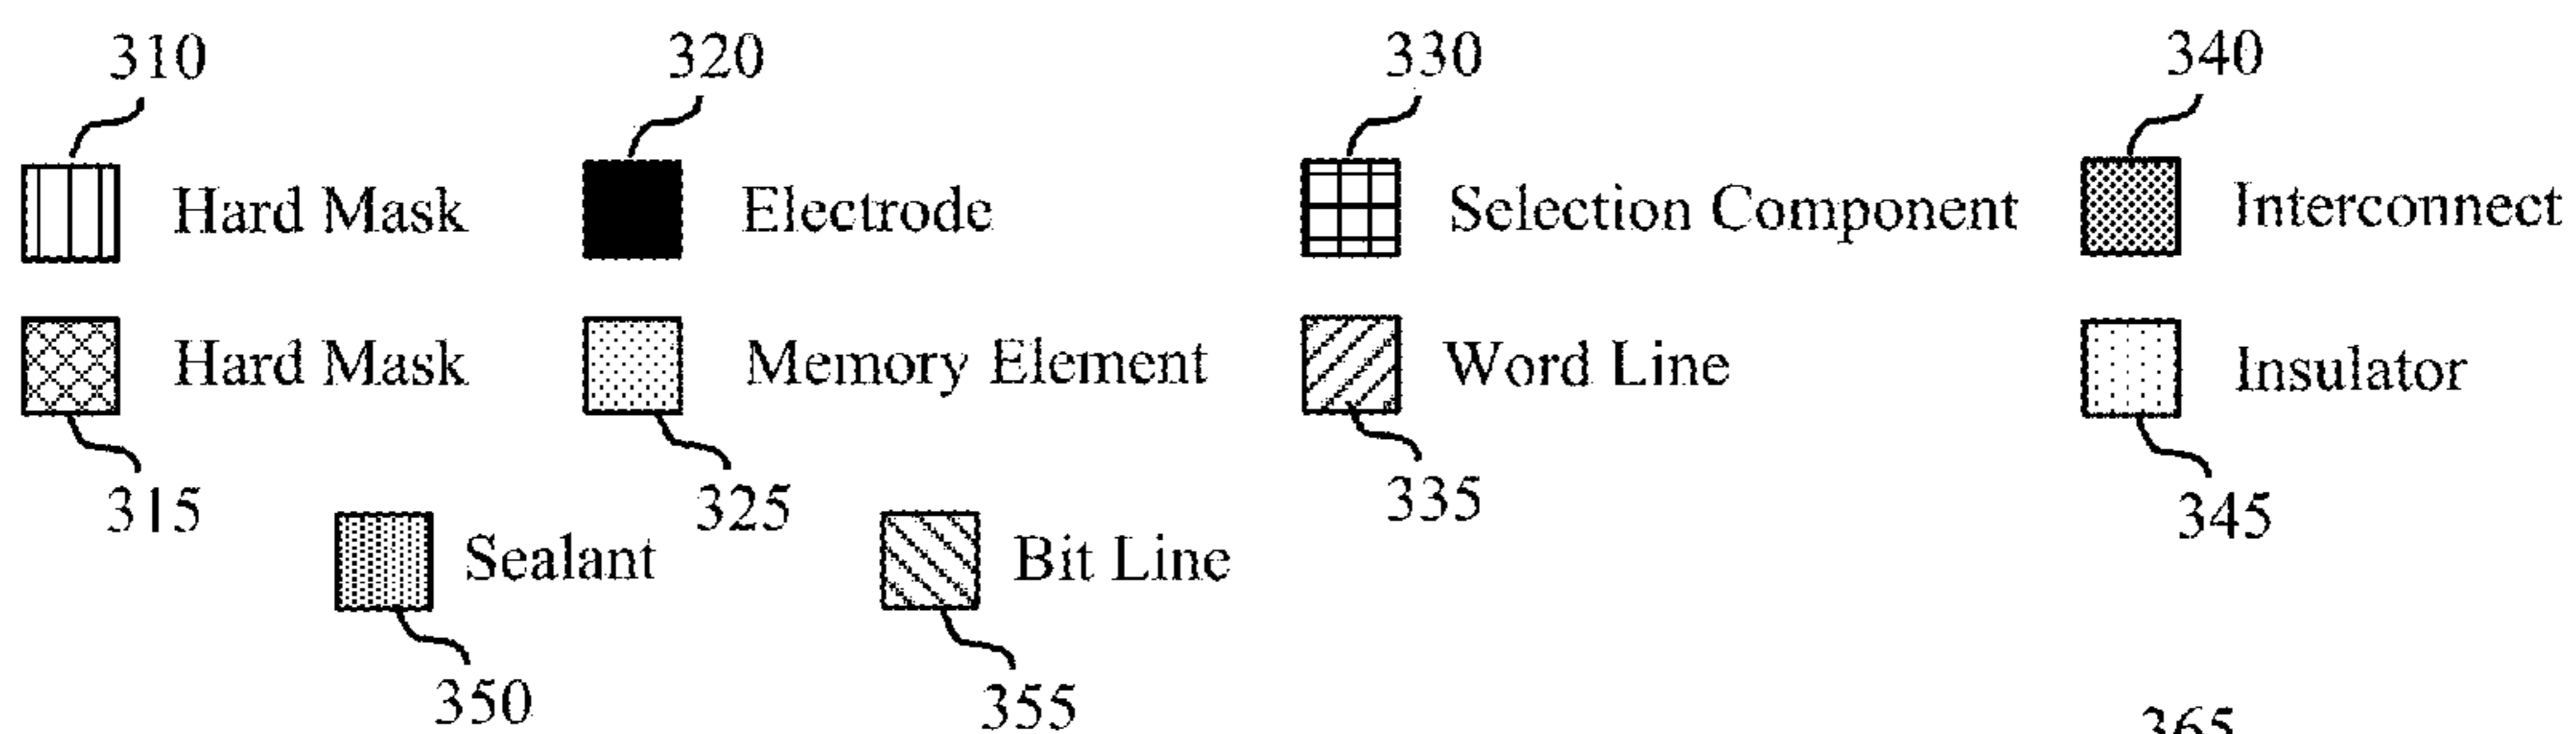 310 320 330 340
Hard Mask Electrode Selection Component Interconnect
Hard Mask Memory Element Word Line Insulator
315 325 335 345
Sealant Bit Line
350 355
365